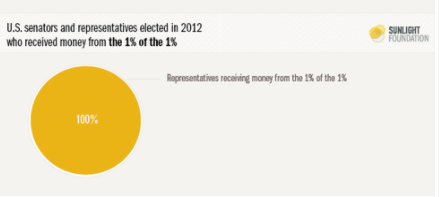 U.S. senators and representatives elected in 2012
who received money from the 1% of the 1%
SUNLIGHT
FOUNDATION
Representatives receiving money from the 1% of the 1%
100%